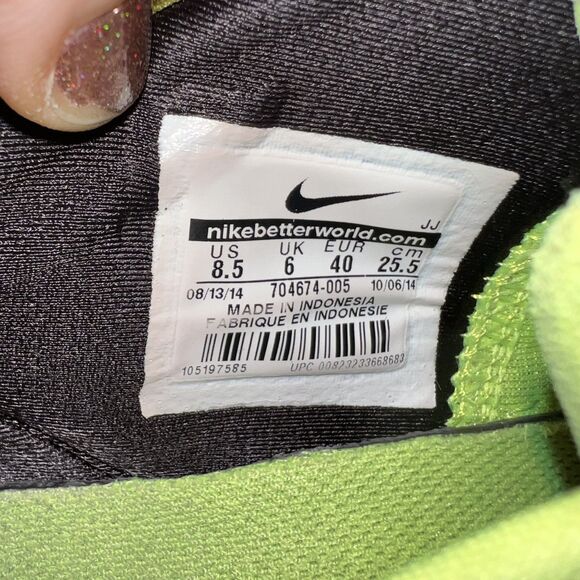 JJ
nikebetterworld.com
US UK EUR cm
8.5 6 40 25.5
08/13/14 704674-005 10/06/14
MADE IN INDONESIA
FABRIQUE EN INDONESIE
105197585 UPC 00823233668683